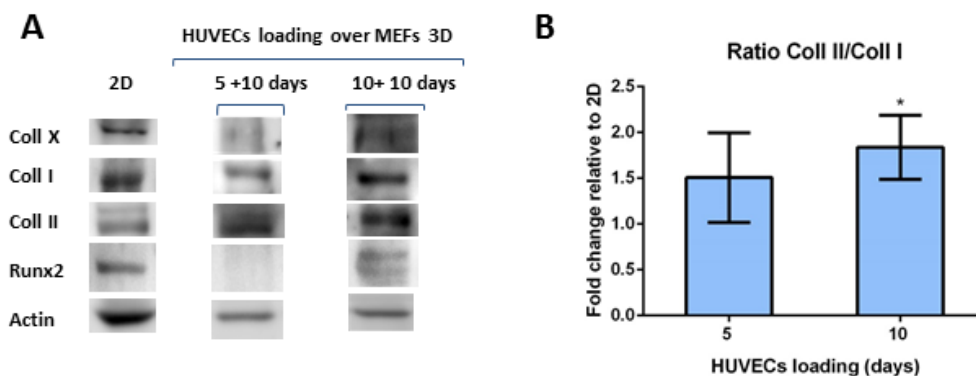 A
HUVECs loading over MEFs 3D
2D
5 +10 days
10+ 10 days
Coll X
Coll I
Coll II
Runx2
Actin
B
Ratio Coll II/Coll I
Fold change relative to 2D
2.5
2.0
1.5
1.0
0.5
0.0
*
5
10
HUVECs loading (days)